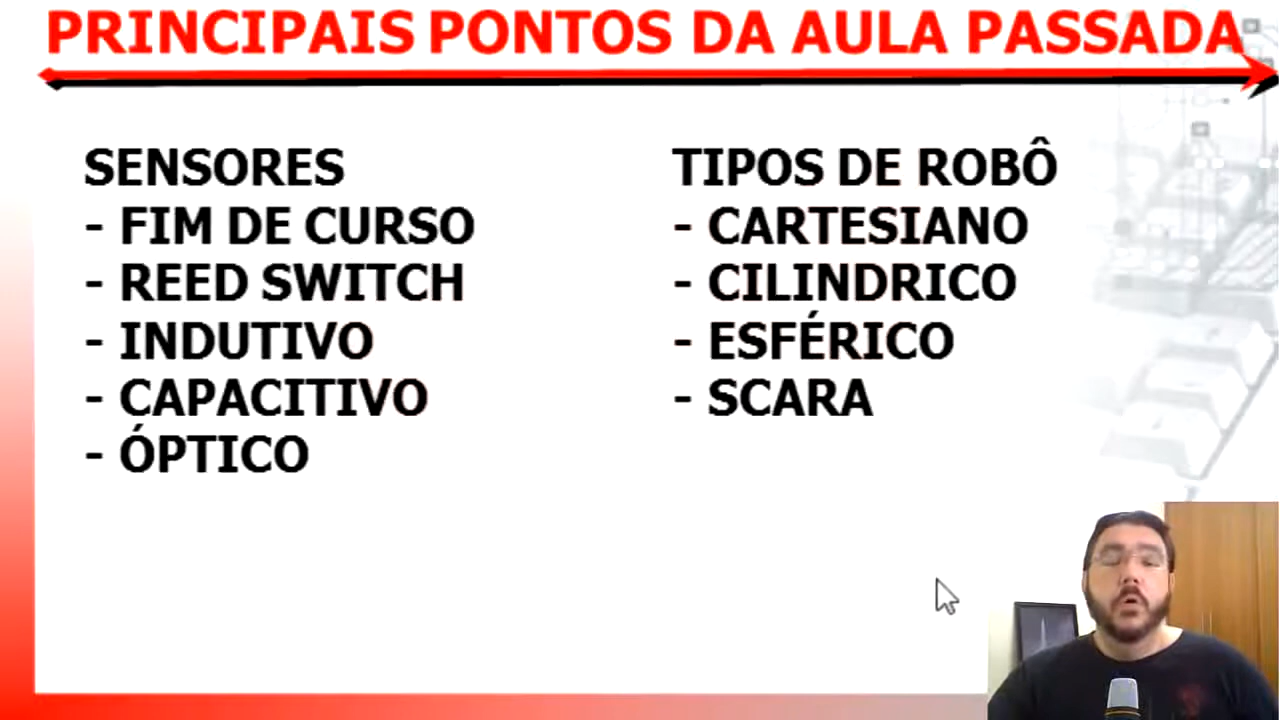 PRINCIPAIS PONTOS DA AULA PASSADA
SENSORES
- FIM DE CURSO
- REED SWITCH
- INDUTIVO
- CAPACITIVO
- ÓPTICO
TIPOS DE ROBÔ
- CARTESIANO
- CILINDRICO
- ESFÉRICO
- SCARA